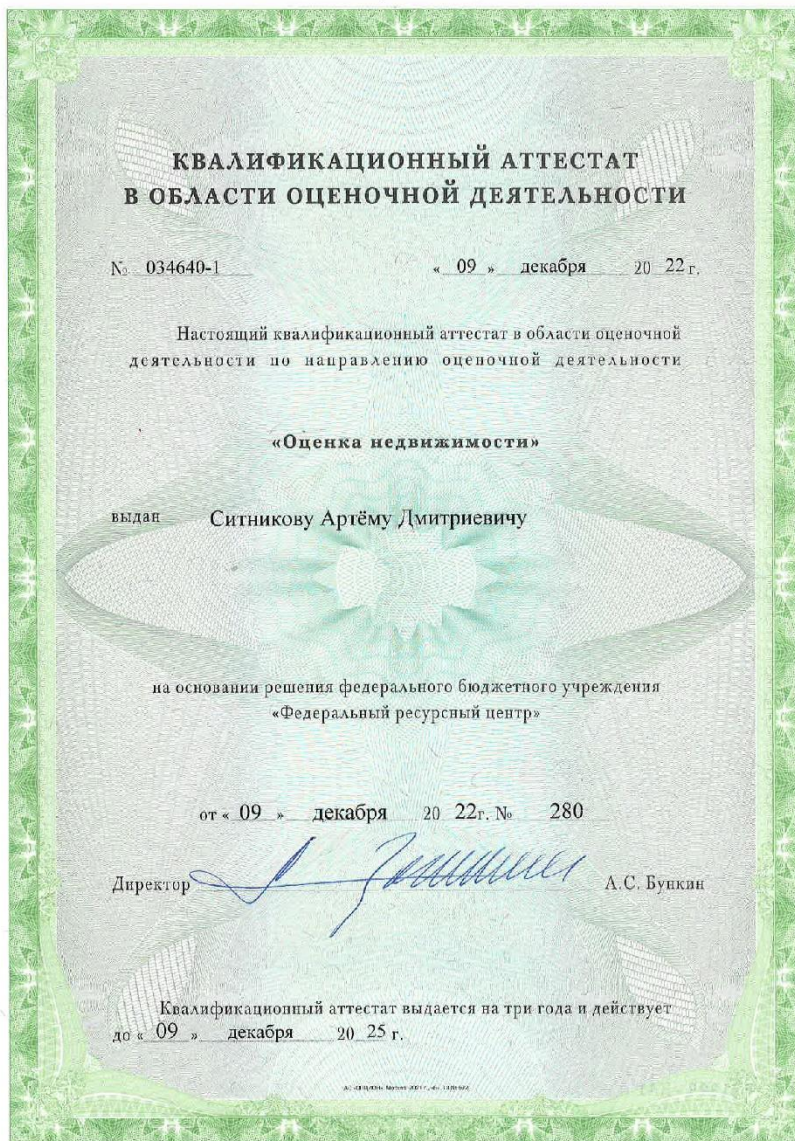 КВАЛИФИКАЦИОННЫЙ АТТЕСТАТ
В ОБЛАСТИ ОЦЕНОЧНОЙ ДЕЯТЕЛЬНОСТИ
№ 034640-1 « 09 » декабря 20 22 г.
Настоящий квалификационный аттестат в области оценочной
деятельности по направлению оценочной деятельности
«Оценка недвижимости»
выдан Ситникову Артёму Дмитриевичу
на основании решения федерального бюджетного учреждения
«Федеральный ресурсный центр»
от « 09 » декабря 20 22г. № 280
Директор А.С. Бункин
Квалификационный аттестат выдается на три года и действует
до « 09 » декабря 20 25 г.